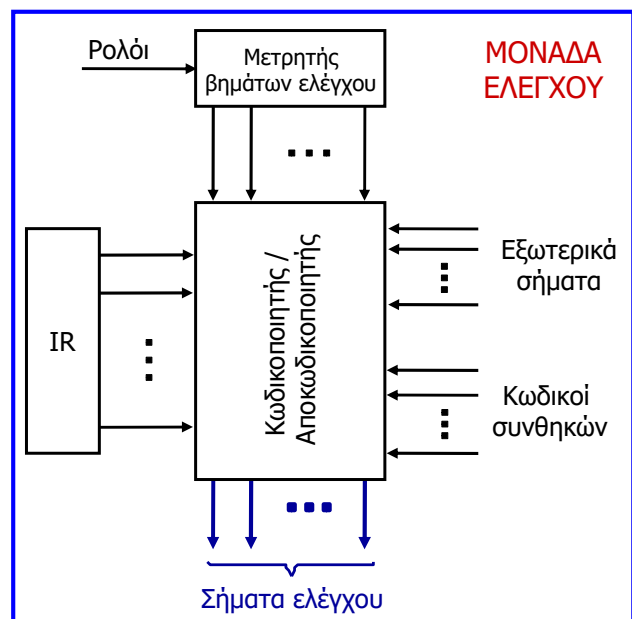 Ρολόι
Μετρητής
βημάτων ελέγχου
ΜΟΝΑΔΑ
ΕΛΕΓΧΟΥ
IR
Κωδικοποιητής /
Αποκωδικοποιητής
Εξωτερικά
σήματα
Κωδικοί
συνθηκών
Σήματα ελέγχου